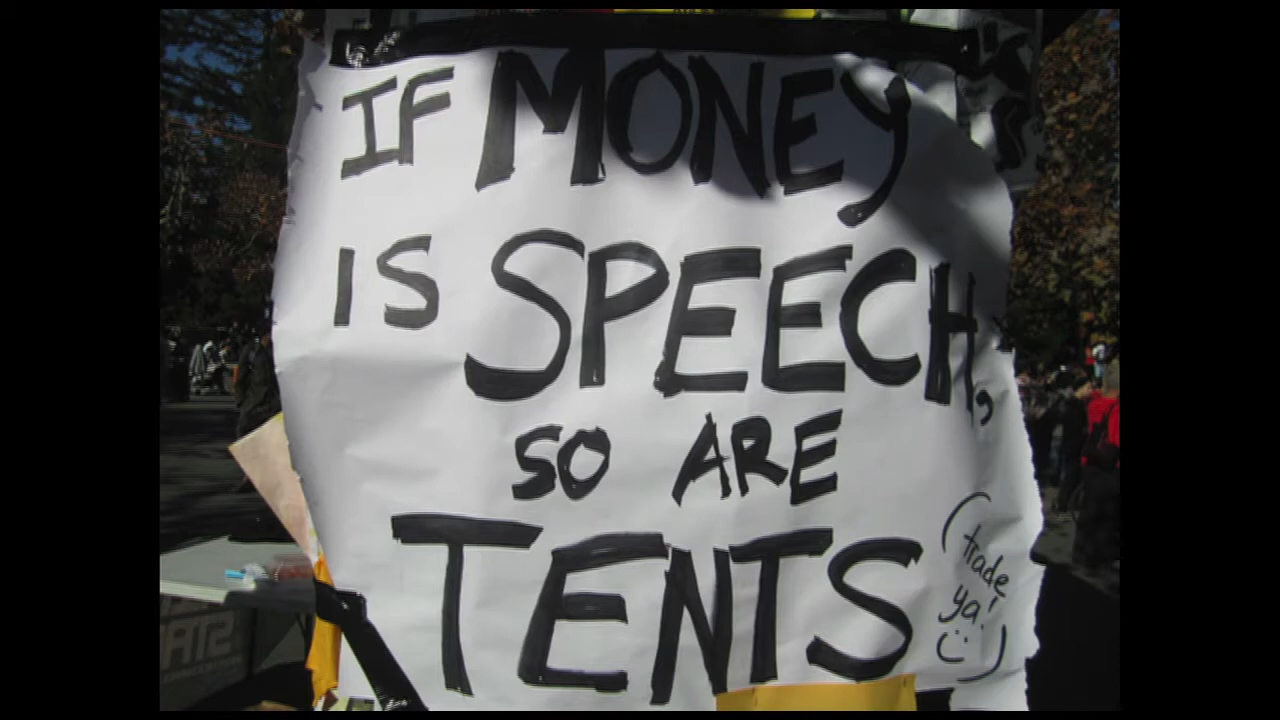 IF MONEY
IS SPEECH,
SO ARE
TENTS
(trade
ya!
:))